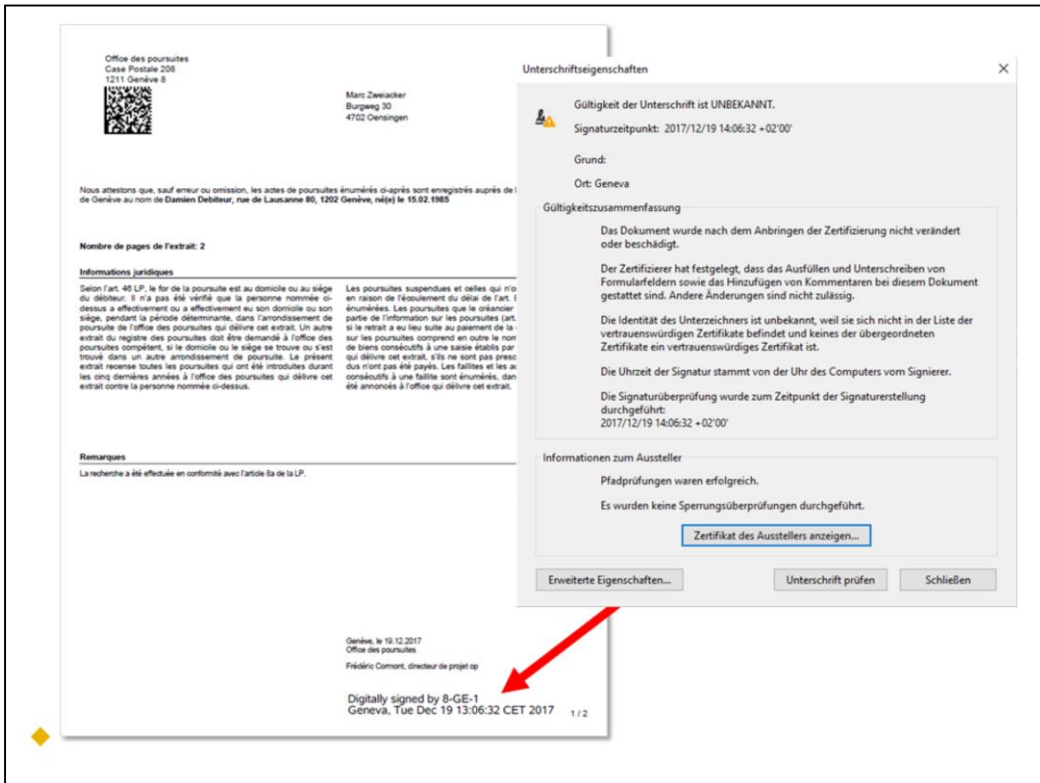 Office des poursuites
Case Postale 208
1211 Genève 8
Marc Zweiacker
Burgweg 30
4702 Oensingen
Nous attestons que, sauf erreur ou omission, les actes de poursuites énumérés ci-après sont enregistrés auprès de
de Genève au nom de Damien Debiteur, rue de Lausanne 80, 1202 Genève, né(e) le 15.02.1985
Nombre de pages de l'extrait: 2
Informations juridiques
Selon l'art. 46 LP, le for de la poursuite est au domicile ou au siège
du débiteur. Il n'a pas été vérifié que la personne nommée ci-
dessus a effectivement ou a effectivement eu son domicile ou son
siège, pendant la période déterminante, dans l'arrondissement de
poursuite de l'office des poursuites qui délivre cet extrait. Un autre
extrait du registre des poursuites doit être demandé à l'office des
poursuites compétent, si le domicile ou le siège se trouve ou s'est
trouvé dans un autre arrondissement de poursuite. Le présent
extrait recense toutes les poursuites qui ont été introduites durant
les cinq dernières années à l'office des poursuites qui délivre cet
extrait contre la personne nommée ci-dessus.
Les poursuites suspendues et celles qui n'o
en raison de l'écoulement du délai de l'art.
énumérées. Les poursuites que le créancier
partie de l'information sur les poursuites (art.
si le retrait a eu lieu suite au paiement de la
sur les poursuites comprend en outre le nom
de biens consécutifs à une saisie établis par
qui délivre cet extrait, s'ils ne sont pas presc
dus n'ont pas été payés. Les faillites et les ac
consécutifs à une faillite sont énumérés, dan
été annoncés à l'office qui délivre cet extrait.
Remarques
La recherche a été effectuée en conformité avec l'article 8a de la LP.
Genève, le 19.12.2017
Office des poursuites
Frédéric Comont, directeur de projet op
Digitally signed by 8-GE-1
Geneva, Tue Dec 19 13:06:32 CET 2017
1 / 2
Unterschriftseigenschaften
Gültigkeit der Unterschrift ist UNBEKANNT.
Signaturzeitpunkt: 2017/12/19 14:06:32 +02'00'
Grund:
Ort: Geneva
Gültigkeitszusammenfassung
Das Dokument wurde nach dem Anbringen der Zertifizierung nicht verändert
oder beschädigt.
Der Zertifizierer hat festgelegt, dass das Ausfüllen und Unterschreiben von
Formularfeldern sowie das Hinzufügen von Kommentaren bei diesem Dokument
gestattet sind. Andere Änderungen sind nicht zulässig.
Die Identität des Unterzeichners ist unbekannt, weil sie sich nicht in der Liste der
vertrauenswürdigen Zertifikate befindet und keines der übergeordneten
Zertifikate ein vertrauenswürdiges Zertifikat ist.
Die Uhrzeit der Signatur stammt von der Uhr des Computers vom Signierer.
Die Signaturüberprüfung wurde zum Zeitpunkt der Signaturerstellung
durchgeführt:
2017/12/19 14:06:32 +02'00'
Informationen zum Aussteller
Pfadprüfungen waren erfolgreich.
Es wurden keine Sperrungsüberprüfungen durchgeführt.
Zertifikat des Ausstellers anzeigen...
Erweiterte Eigenschaften...
Unterschrift prüfen
Schließen